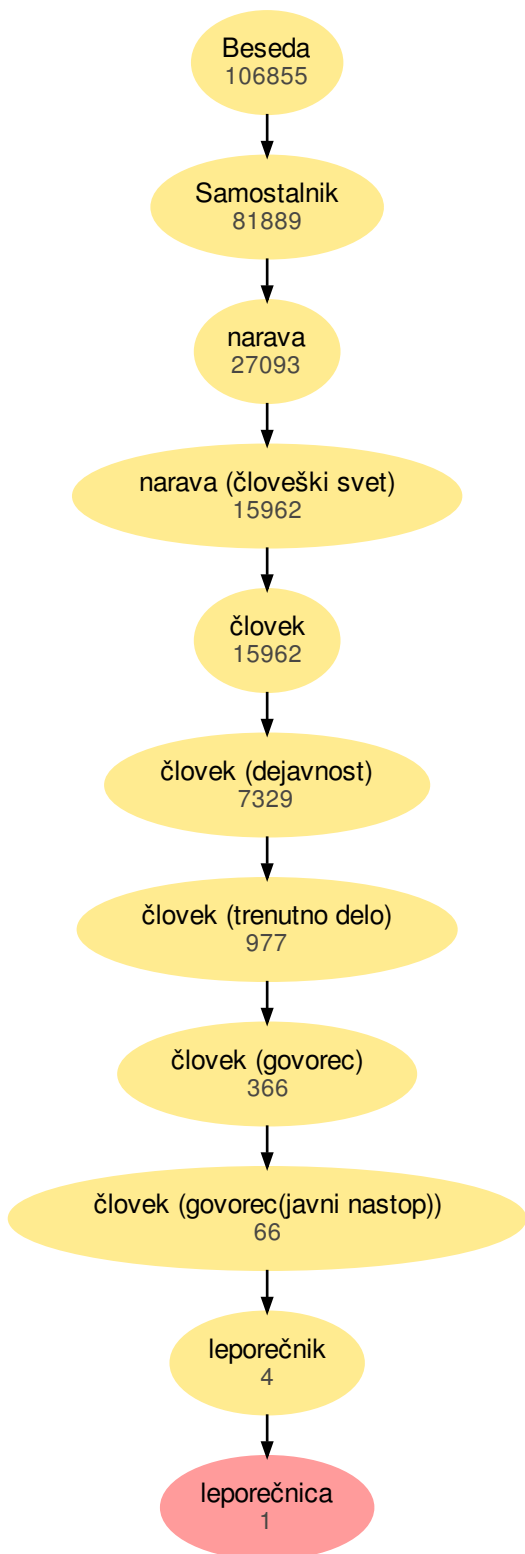 Beseda
106855
Samostalnik
81889
narava
27093
narava (človeški svet)
15962
človek
15962
človek (dejavnost)
7329
človek (trenutno delo)
977
človek (govorec)
366
človek (govorec(javni nastop))
66
leporečnik
4
leporečnica
1